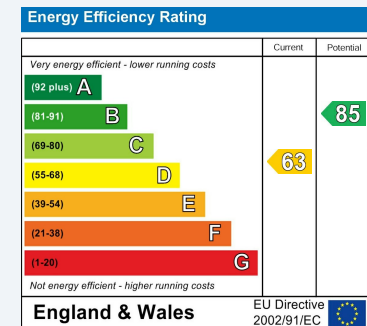 Energy Efficiency Rating
Current Potential
Very energy efficient - lower running costs
(92 plus) A
(81-91) B
85
(69-80) C
(55-68) D
63
(39-54) E
(21-38) F
(1-20) G
Not energy efficient - higher running costs
England & Wales
EU Directive
2002/91/EC